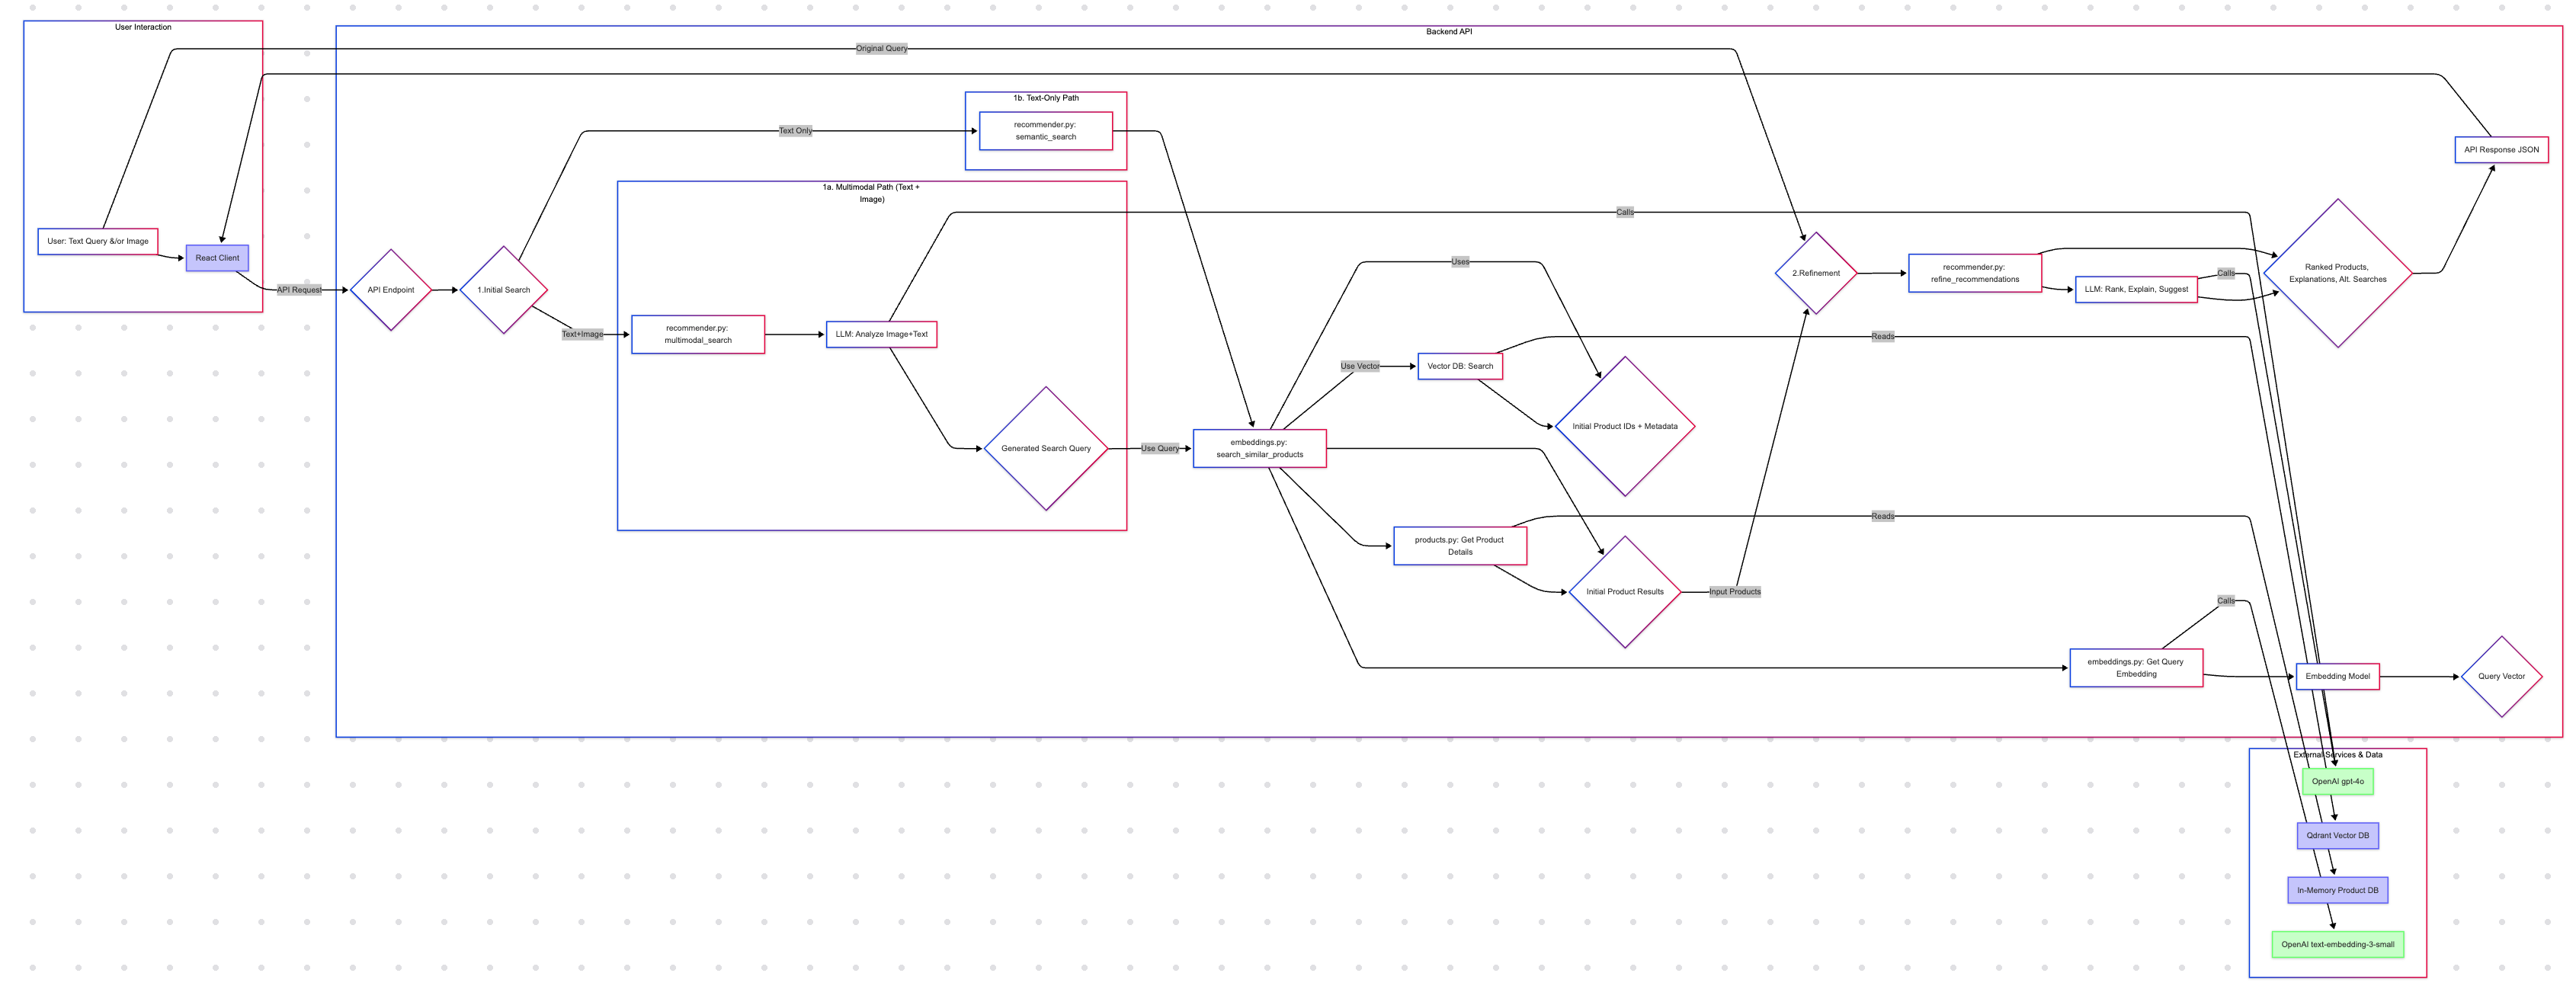 User Interaction
Backend API
Original Query
1b. Text-Only Path
recommender.py:
semantic_search
Text Only
API Response JSON
1a. Multimodal Path (Text +
Image)
Calls
User: Text Query &/or Image
React Client
API Request
API Endpoint
1.Initial Search
Text+Image
recommender.py:
multimodal_search
LLM: Analyze Image+Text
Generated Search Query
Use Query
embeddings.py:
search_similar_products
Uses
Use Vector
Vector DB: Search
Reads
Initial Product IDs + Metadata
2.Refinement
recommender.py:
refine_recommendations
LLM: Rank, Explain, Suggest
Calls
Ranked Products,
Explanations, Alt. Searches
products.py: Get Product
Details
Reads
Initial Product Results
Input Products
Calls
embeddings.py: Get Query
Embedding
Embedding Model
Query Vector
External Services & Data
OpenAI gpt-4o
Qdrant Vector DB
In-Memory Product DB
OpenAI text-embedding-3-small